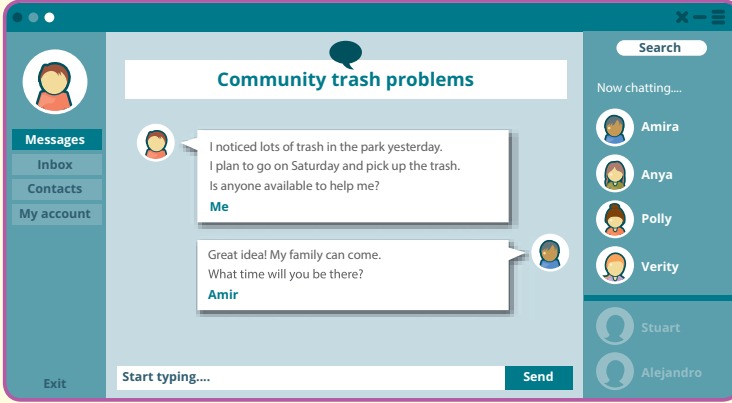 Community trash problems
Messages
Inbox
Contacts
My account
Exit
I noticed lots of trash in the park yesterday.
I plan to go on Saturday and pick up the trash.
Is anyone available to help me?
Me
Great idea! My family can come.
What time will you be there?
Amir
Start typing....
Send
Search
Now chatting....
Amira
Anya
Polly
Verity
Stuart
Alejandro